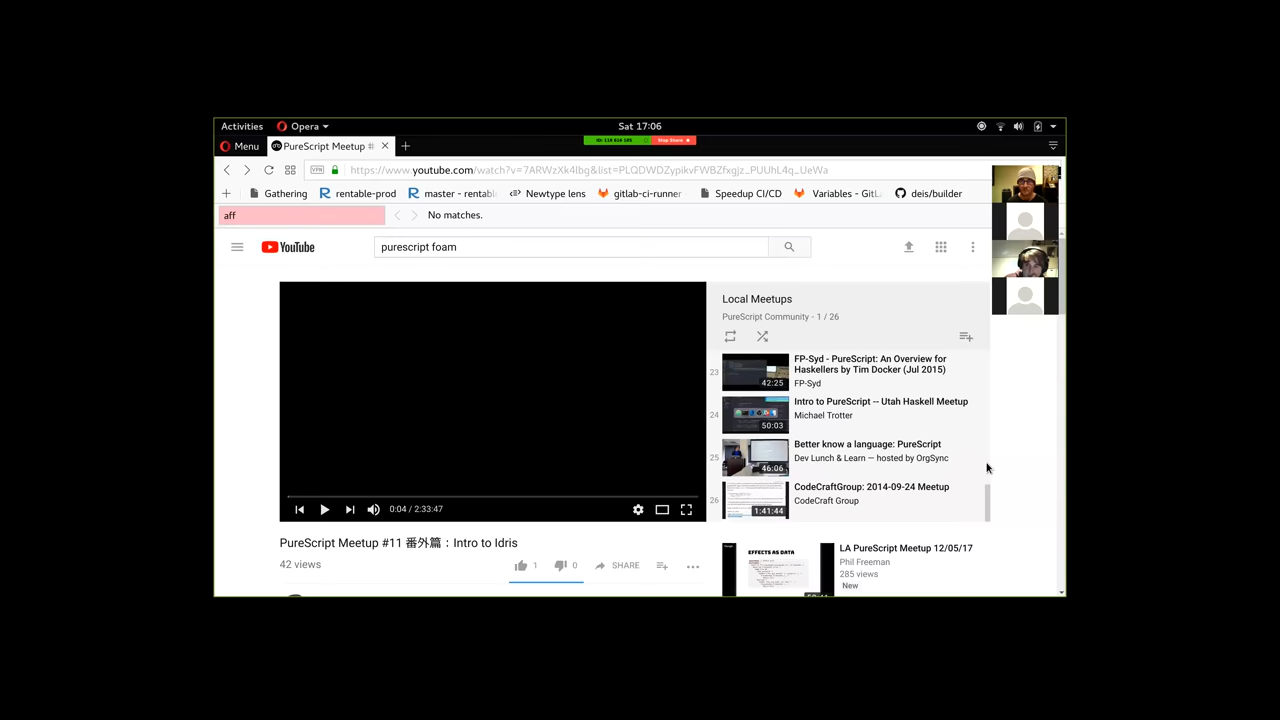 Activities Opera Sat 17:06
Menu PureScript Meetup #
Stop Share
VPN https://www.youtube.com/watch?v=7ARWzXk4lbg&list=PLQDWDZypikvFWBZfxgjz_PUUhL4q_UeWa
Gathering rentable-prod master - rentabl Newtype lens gitlab-ci-runner Speedup CI/CD Variables - GitLa deis/builder
aff No matches.
YouTube purescript foam
Local Meetups
PureScript Community - 1 / 26
23 42:25 FP-Syd - PureScript: An Overview for
Haskellers by Tim Docker (Jul 2015)
FP-Syd
24 50:03 Intro to PureScript -- Utah Haskell Meetup
Michael Trotter
25 46:06 Better know a language: PureScript
Dev Lunch & Learn — hosted by OrgSync
26 1:41:44 CodeCraftGroup: 2014-09-24 Meetup
CodeCraft Group
0:04 / 2:33:47
PureScript Meetup #11 番外篇：Intro to Idris
42 views
1 0 SHARE
EFFECTS AS DATA
LA PureScript Meetup 12/05/17
Phil Freeman
285 views
New